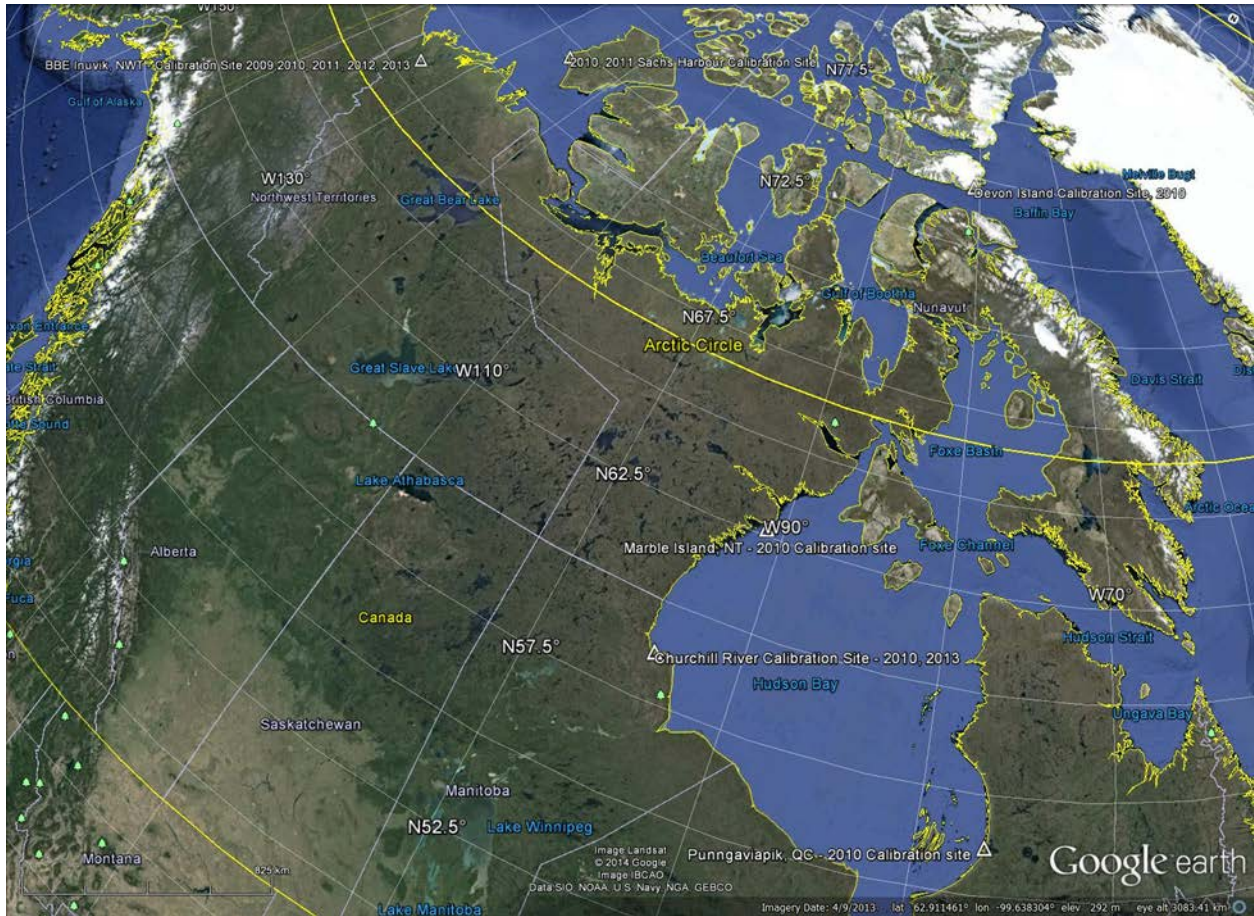 W150°
BBE Inuvik, NWT - Calibration Site 2009, 2010, 2011, 2012, 2013
2010, 2011 Sachs Harbour Calibration Site
N77.5°
Gulf of Alaska
W130°
Northwest Territories
Great Bear Lake
N72.5°
Melville Bugt
Devon Island Calibration Site, 2010
Baffin Bay
Beaufort Sea
Gulf of Boothia
Nunavut
N67.5°
Arctic Circle
Great Slave Lake
W110°
Davis Strait
British Columbia
Foxe Basin
N62.5°
Lake Athabasca
W90°
Marble Island, NT - 2010 Calibration site
Foxe Channel
Alberta
W70°
Canada
Hudson Strait
N57.5°
Churchill River Calibration Site - 2010, 2013
Hudson Bay
Ungava Bay
Saskatchewan
Manitoba
N52.5°
Lake Winnipeg
Montana
825 km
Image Landsat
© 2014 Google
Image IBCAO
Data SIO, NOAA, U.S. Navy, NGA, GEBCO
Punngaviapik, QC - 2010 Calibration site
Google earth
Lake Manitoba
Imagery Date: 4/9/2013 lat 62.911461° lon -99.638304° elev 292 m eye alt 3083.41 km